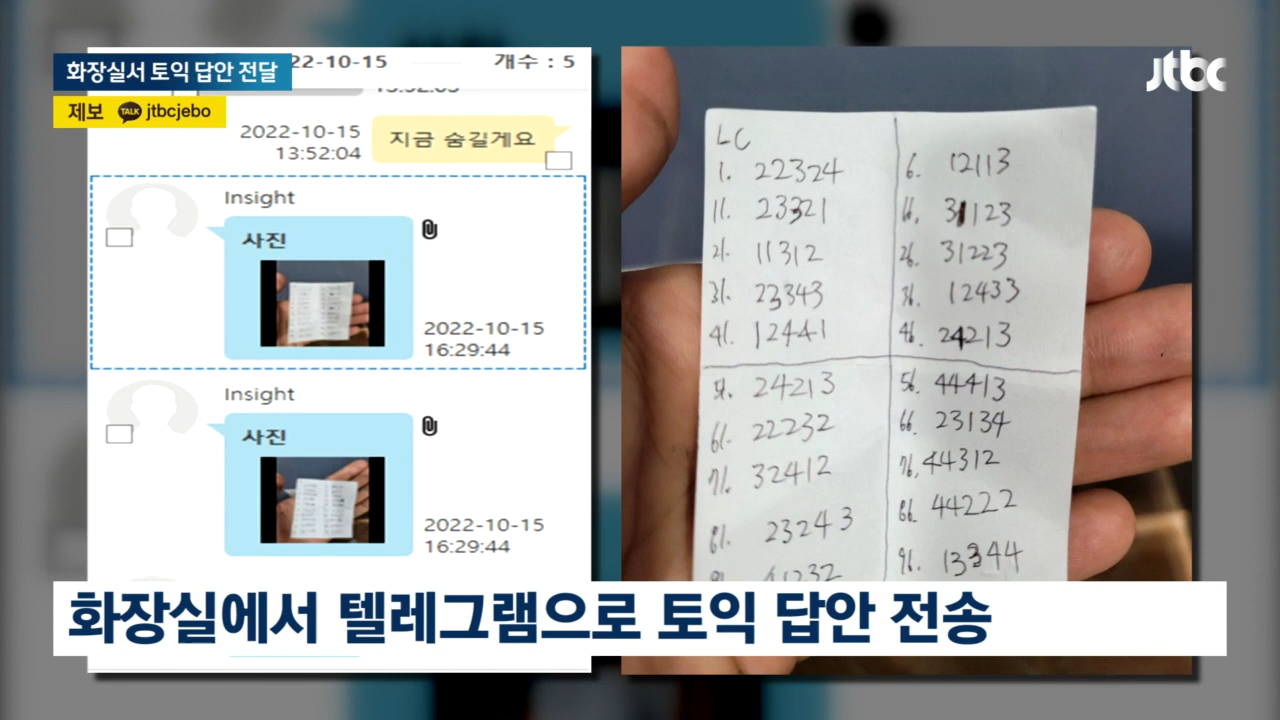 화장실서 토익 답안 전달
제보 TALK jtbcjebo
22-10-15
개수 : 5
jtbc
2022-10-15
13:52:04
지금 숨길게요
Insight
사진
2022-10-15
16:29:44
Insight
사진
2022-10-15
16:29:44
LC
1. 22324
6. 12113
11. 23321
16. 31123
21. 11312
26. 31223
31. 23343
36. 12433
41. 12441
46. 24213
51. 24213
56. 44413
61. 22232
66. 23134
71. 32412
76. 44312
81. 23243
86. 44222
96. 13344
화장실에서 텔레그램으로 토익 답안 전송